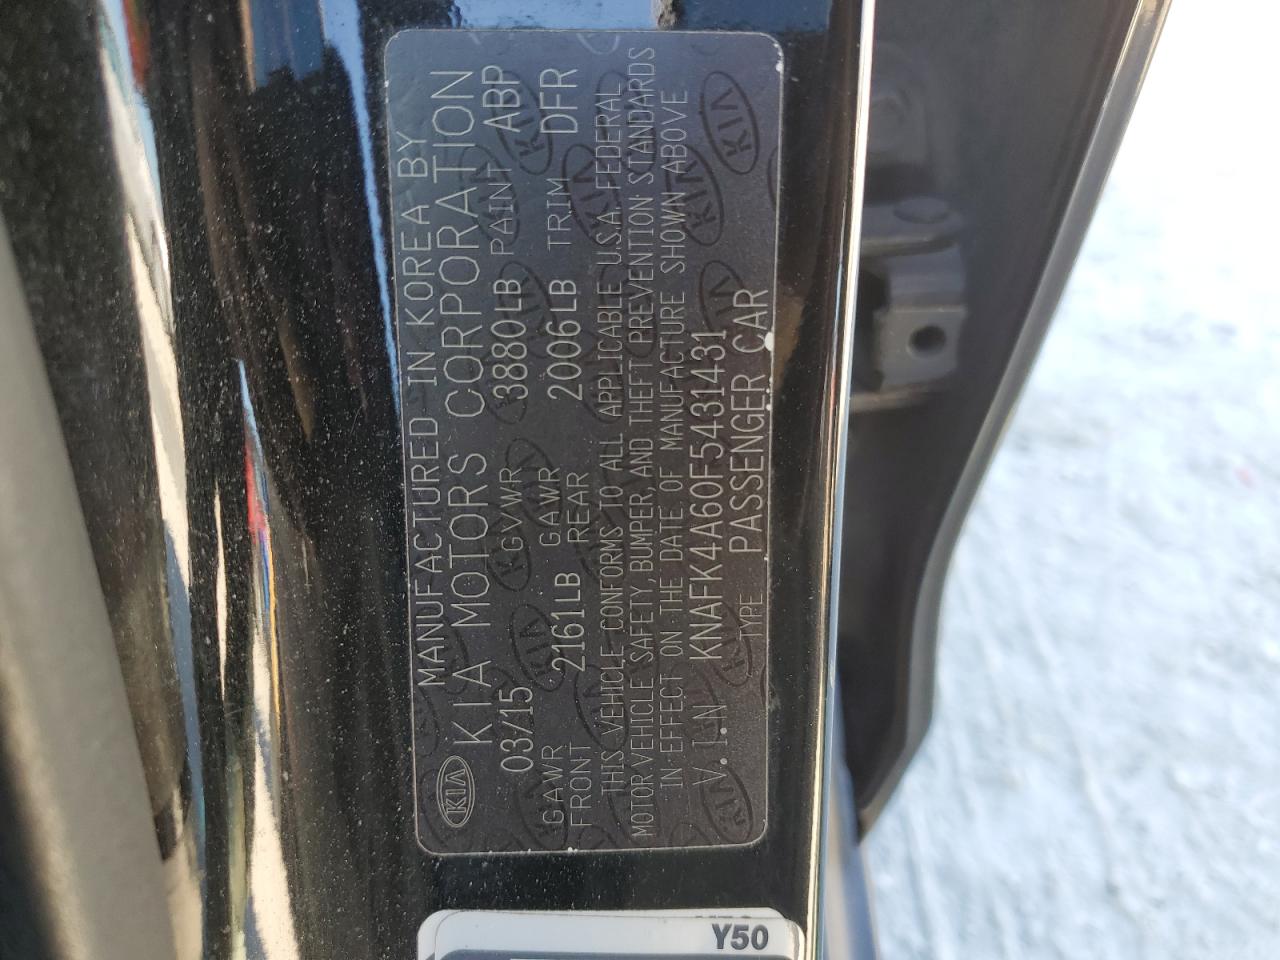 MANUFACTURED IN KOREA BY
KIA KIA MOTORS CORPORATION
03/15 GVWR 3880LB PAINT ABP
GAWR FRONT 2161LB GAWR REAR 2006LB TRIM DFR
THIS VEHICLE CONFORMS TO ALL APPLICABLE U.S.A. FEDERAL
MOTOR VEHICLE SAFETY, BUMPER, AND THEFT PREVENTION STANDARDS
IN EFFECT ON THE DATE OF MANUFACTURE SHOWN ABOVE
V.I.N KNAFK4A60F5431431
TYPE: PASSENGER CAR
Y50